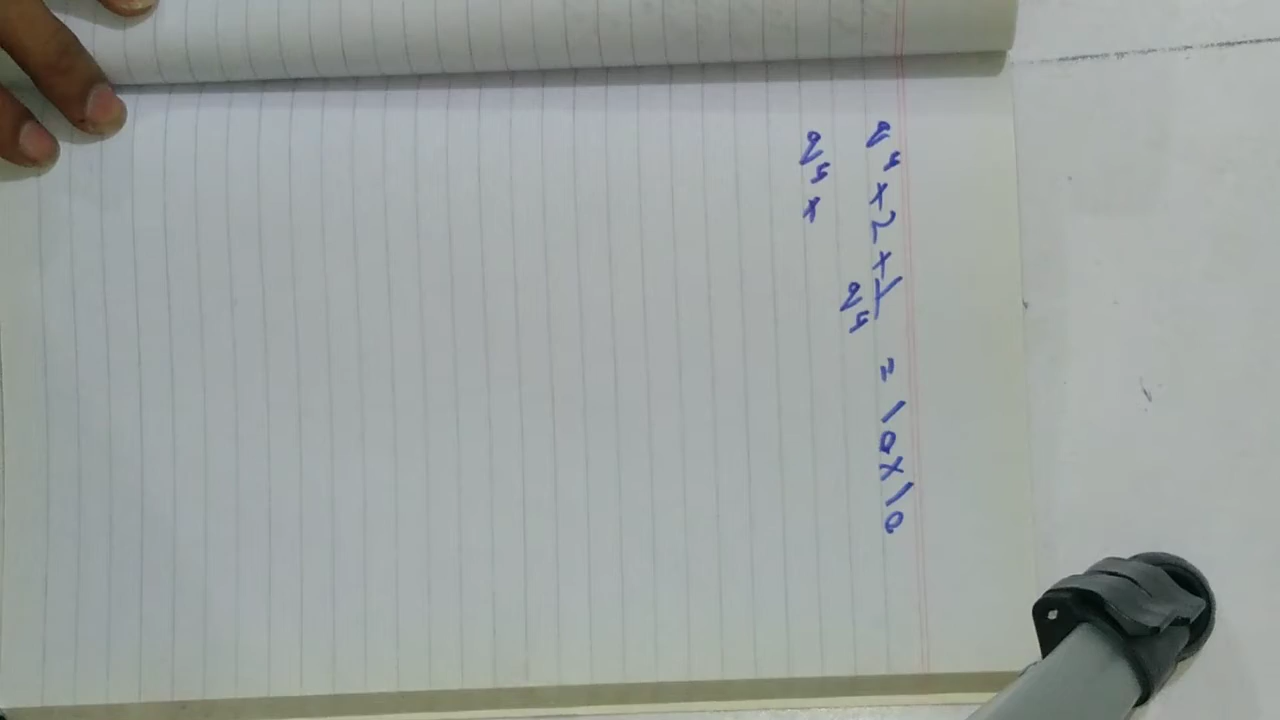 a⁴ + 2 + 1/a⁴ = 10 × 10
a⁴ +